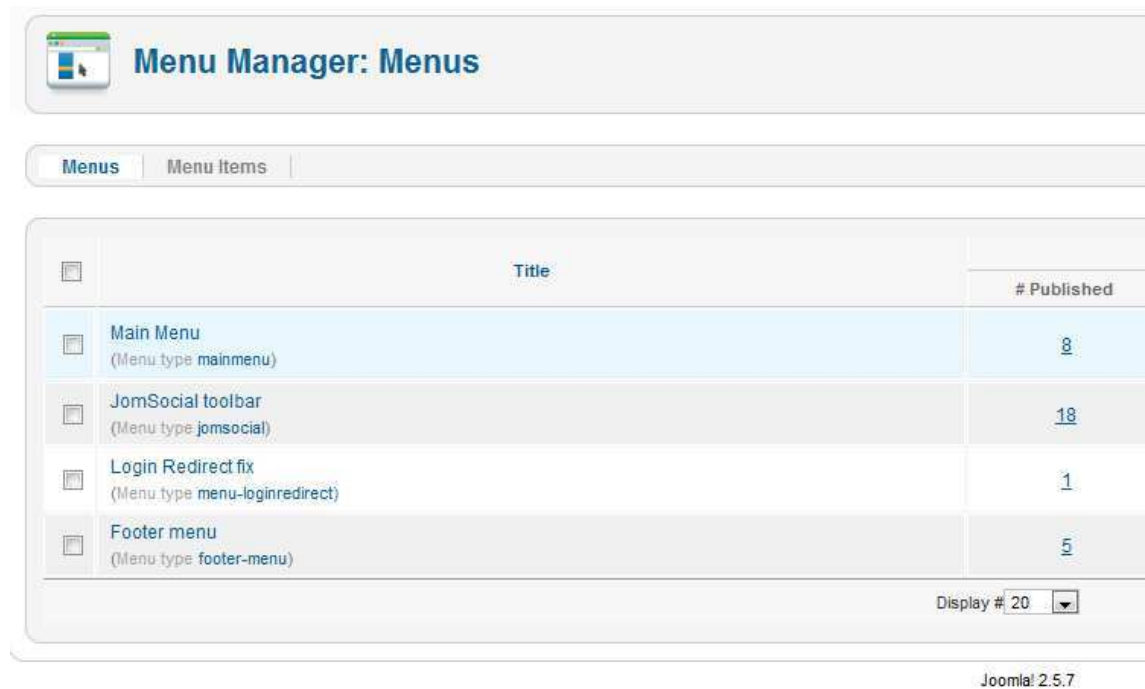 Menu Manager: Menus
Menus Menu Items
Title
# Published
Main Menu
(Menu type mainmenu)
8
JomSocial toolbar
(Menu type jomsocial)
18
Login Redirect fix
(Menu type menu-loginredirect)
1
Footer menu
(Menu type footer-menu)
5
Display # 20
Joomla! 2.5.7